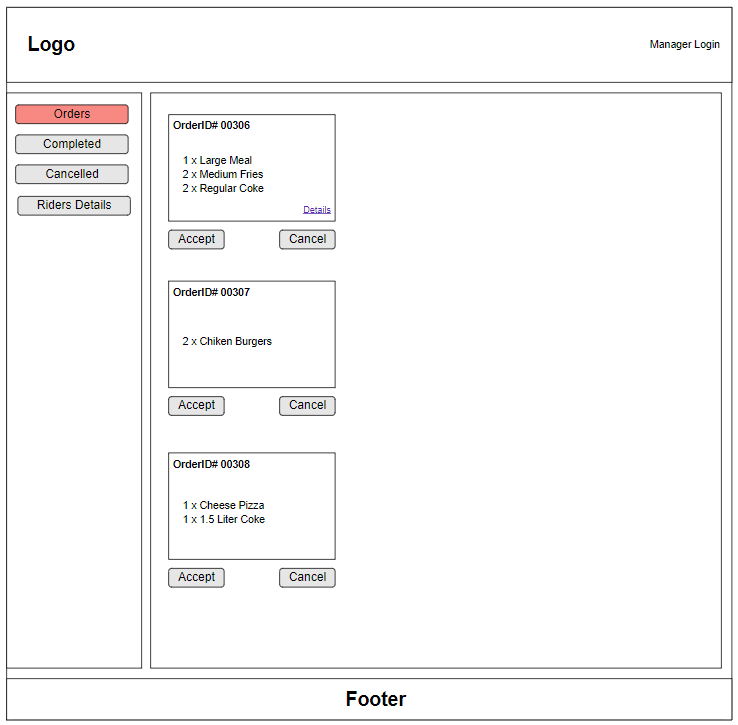 Logo
Manager Login
Orders
Completed
Cancelled
Riders Details
OrderID# 00306
1 x Large Meal
2 x Medium Fries
2 x Regular Coke
Details
Accept
Cancel
OrderID# 00307
2 x Chiken Burgers
Accept
Cancel
OrderID# 00308
1 x Cheese Pizza
1 x 1.5 Liter Coke
Accept
Cancel
Footer